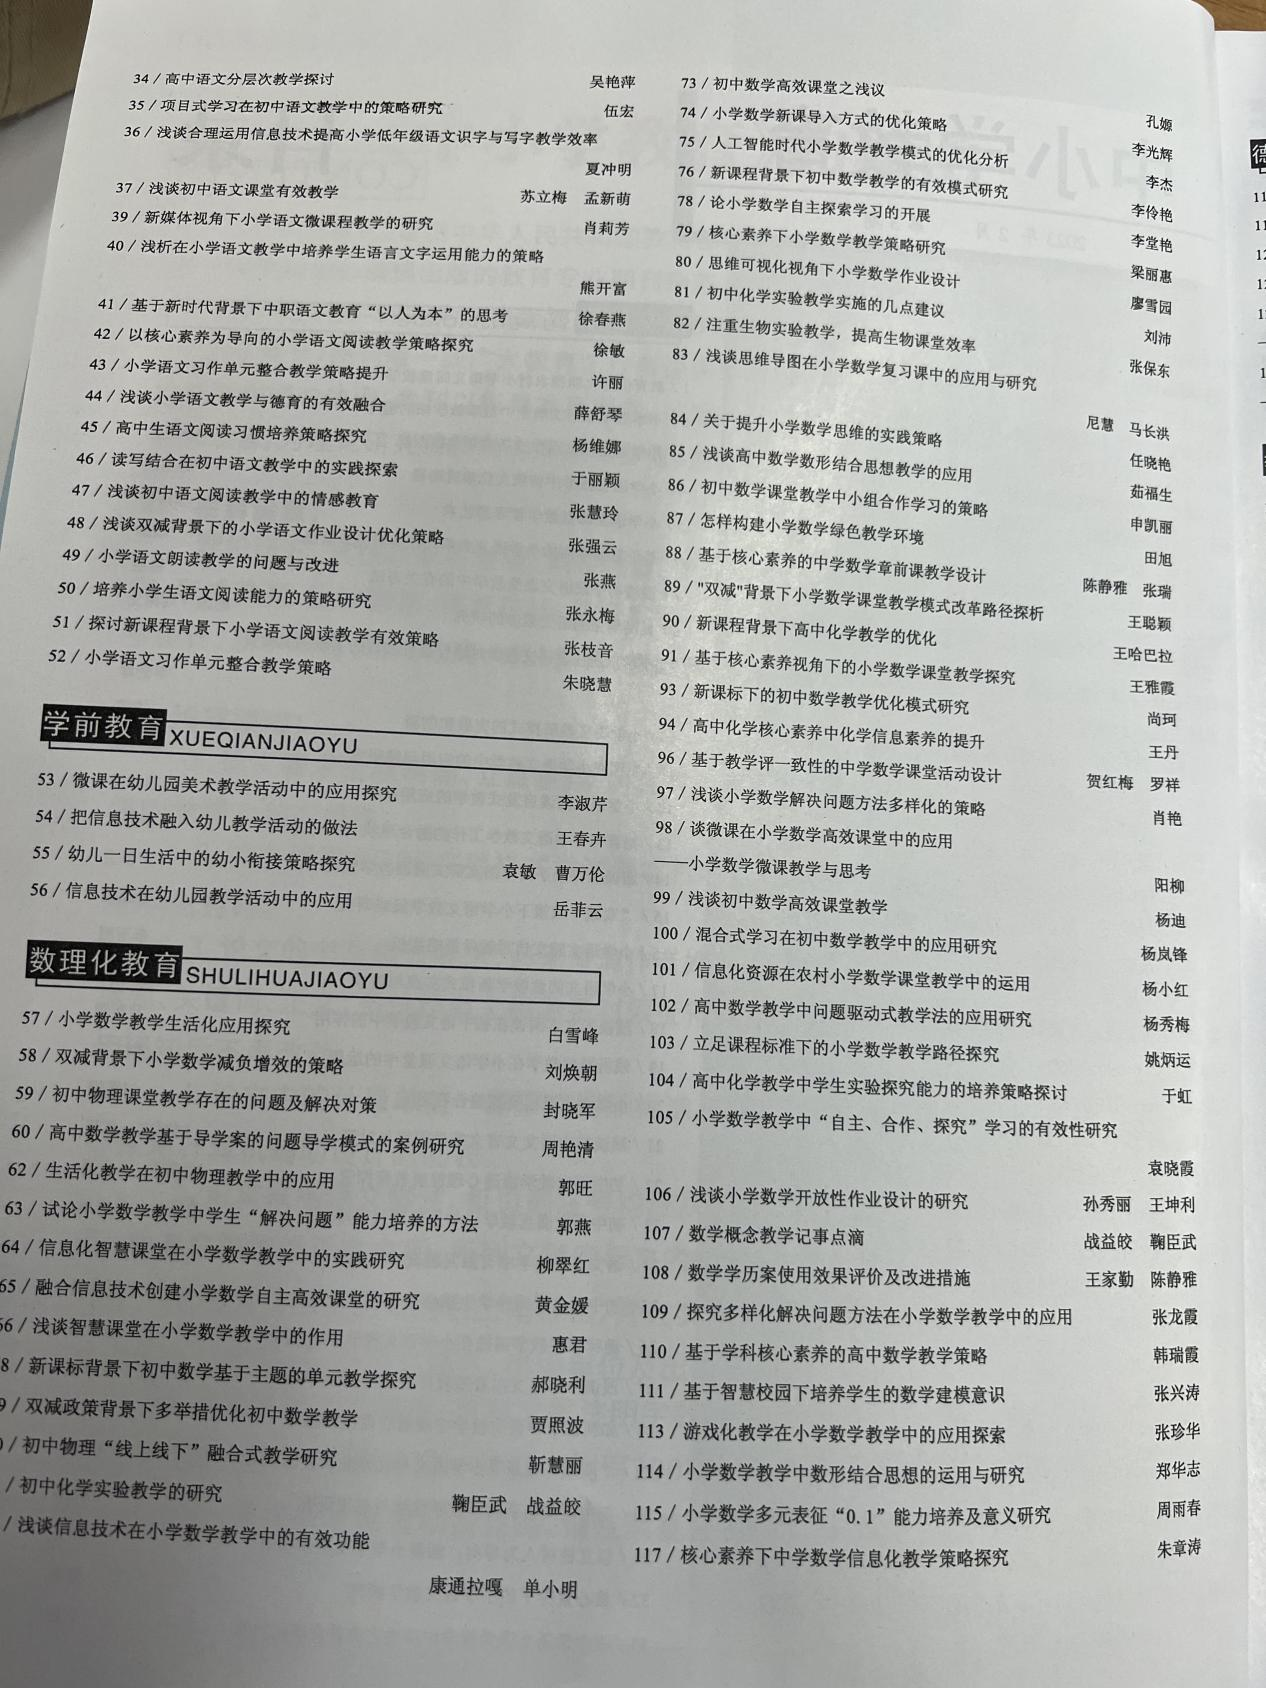 34 / 高中语文分层次教学探讨 吴艳萍
35 / 项目式学习在初中语文教学中的策略研究 伍宏
36 / 浅谈合理运用信息技术提高小学低年级语文识字与写字教学效率
夏冲明
37 / 浅谈初中语文课堂有效教学 苏立梅 孟新萌
39 / 新媒体视角下小学语文微课程教学的研究 肖莉芳
40 / 浅析在小学语文教学中培养学生语言文字运用能力的策略
熊开富
41 / 基于新时代背景下中职语文教育“以人为本”的思考 徐春燕
42 / 以核心素养为导向的小学语文阅读教学策略探究 徐敏
43 / 小学语文习作单元整合教学策略提升 许丽
44 / 浅谈小学语文教学与德育的有效融合 薛舒琴
45 / 高中生语文阅读习惯培养策略探究 杨维娜
46 / 读写结合在初中语文教学中的实践探索 于丽颖
47 / 浅谈初中语文阅读教学中的情感教育 张慧玲
48 / 浅谈双减背景下的小学语文作业设计优化策略 张强云
49 / 小学语文朗读教学的问题与改进 张燕
50 / 培养小学生语文阅读能力的策略研究 张永梅
51 / 探讨新课程背景下小学语文阅读教学有效策略 张枝音
52 / 小学语文习作单元整合教学策略 朱晓慧
学前教育 XUEQIANJIAOYU
53 / 微课在幼儿园美术教学活动中的应用探究 李淑芹
54 / 把信息技术融入幼儿教学活动的做法 王春卉
55 / 幼儿一日生活中的幼小衔接策略探究 袁敏 曹万伦
56 / 信息技术在幼儿园教学活动中的应用 岳菲云
数理化教育 SHULIHUAJIAOYU
57 / 小学数学教学生活化应用探究 白雪峰
58 / 双减背景下小学数学减负增效的策略 刘焕朝
59 / 初中物理课堂教学存在的问题及解决对策 封晓军
60 / 高中数学教学基于导学案的问题导学模式的案例研究 周艳清
62 / 生活化教学在初中物理教学中的应用 郭旺
63 / 试论小学数学教学中学生“解决问题”能力培养的方法 郭燕
64 / 信息化智慧课堂在小学数学教学中的实践研究 柳翠红
65 / 融合信息技术创建小学数学自主高效课堂的研究 黄金媛
66 / 浅谈智慧课堂在小学数学教学中的作用 惠君
8 / 新课标背景下初中数学基于主题的单元教学探究 郝晓利
9 / 双减政策背景下多举措优化初中数学教学 贾照波
/ 初中物理“线上线下”融合式教学研究 靳慧丽
/ 初中化学实验教学的研究 鞠臣武 战益皎
/ 浅谈信息技术在小学数学教学中的有效功能
康通拉嘎 单小明
73 / 初中数学高效课堂之浅议 孔嫄
74 / 小学数学新课导入方式的优化策略 李光辉
75 / 人工智能时代小学数学教学模式的优化分析 李杰
76 / 新课程背景下初中数学教学的有效模式研究 李伶艳
78 / 论小学数学自主探索学习的开展 李堂艳
79 / 核心素养下小学数学教学策略研究 梁丽惠
80 / 思维可视化视角下小学数学作业设计 廖雪园
81 / 初中化学实验教学实施的几点建议 刘沛
82 / 注重生物实验教学，提高生物课堂效率 张保东
83 / 浅谈思维导图在小学数学复习课中的应用与研究
尼慧 马长洪
84 / 关于提升小学数学思维的实践策略 任晓艳
85 / 浅谈高中数学数形结合思想教学的应用 茹福生
86 / 初中数学课堂教学中小组合作学习的策略 申凯丽
87 / 怎样构建小学数学绿色教学环境 田旭
88 / 基于核心素养的中学数学章前课教学设计 陈静雅 张瑞
89 / "双减"背景下小学数学课堂教学模式改革路径探析 王聪颖
90 / 新课程背景下高中化学教学的优化 王哈巴拉
91 / 基于核心素养视角下的小学数学课堂教学探究 王雅霞
93 / 新课标下的初中数学教学优化模式研究 尚珂
94 / 高中化学核心素养中化学信息素养的提升 王丹
96 / 基于教学评一致性的中学数学课堂活动设计 贺红梅 罗祥
97 / 浅谈小学数学解决问题方法多样化的策略 肖艳
98 / 谈微课在小学数学高效课堂中的应用
——小学数学微课教学与思考 阳柳
99 / 浅谈初中数学高效课堂教学 杨迪
100 / 混合式学习在初中数学教学中的应用研究 杨岚锋
101 / 信息化资源在农村小学数学课堂教学中的运用 杨小红
102 / 高中数学教学中问题驱动式教学法的应用研究 杨秀梅
103 / 立足课程标准下的小学数学教学路径探究 姚炳运
104 / 高中化学教学中学生实验探究能力的培养策略探讨 于虹
105 / 小学数学教学中“自主、合作、探究”学习的有效性研究
袁晓霞
106 / 浅谈小学数学开放性作业设计的研究 孙秀丽 王坤利
107 / 数学概念教学记事点滴 战益皎 鞠臣武
108 / 数学学历案使用效果评价及改进措施 王家勤 陈静雅
109 / 探究多样化解决问题方法在小学数学教学中的应用 张龙霞
110 / 基于学科核心素养的高中数学教学策略 韩瑞霞
111 / 基于智慧校园下培养学生的数学建模意识 张兴涛
113 / 游戏化教学在小学数学教学中的应用探索 张珍华
114 / 小学数学教学中数形结合思想的运用与研究 郑华志
115 / 小学数学多元表征“0.1”能力培养及意义研究 周雨春
117 / 核心素养下中学数学信息化教学策略探究 朱章涛